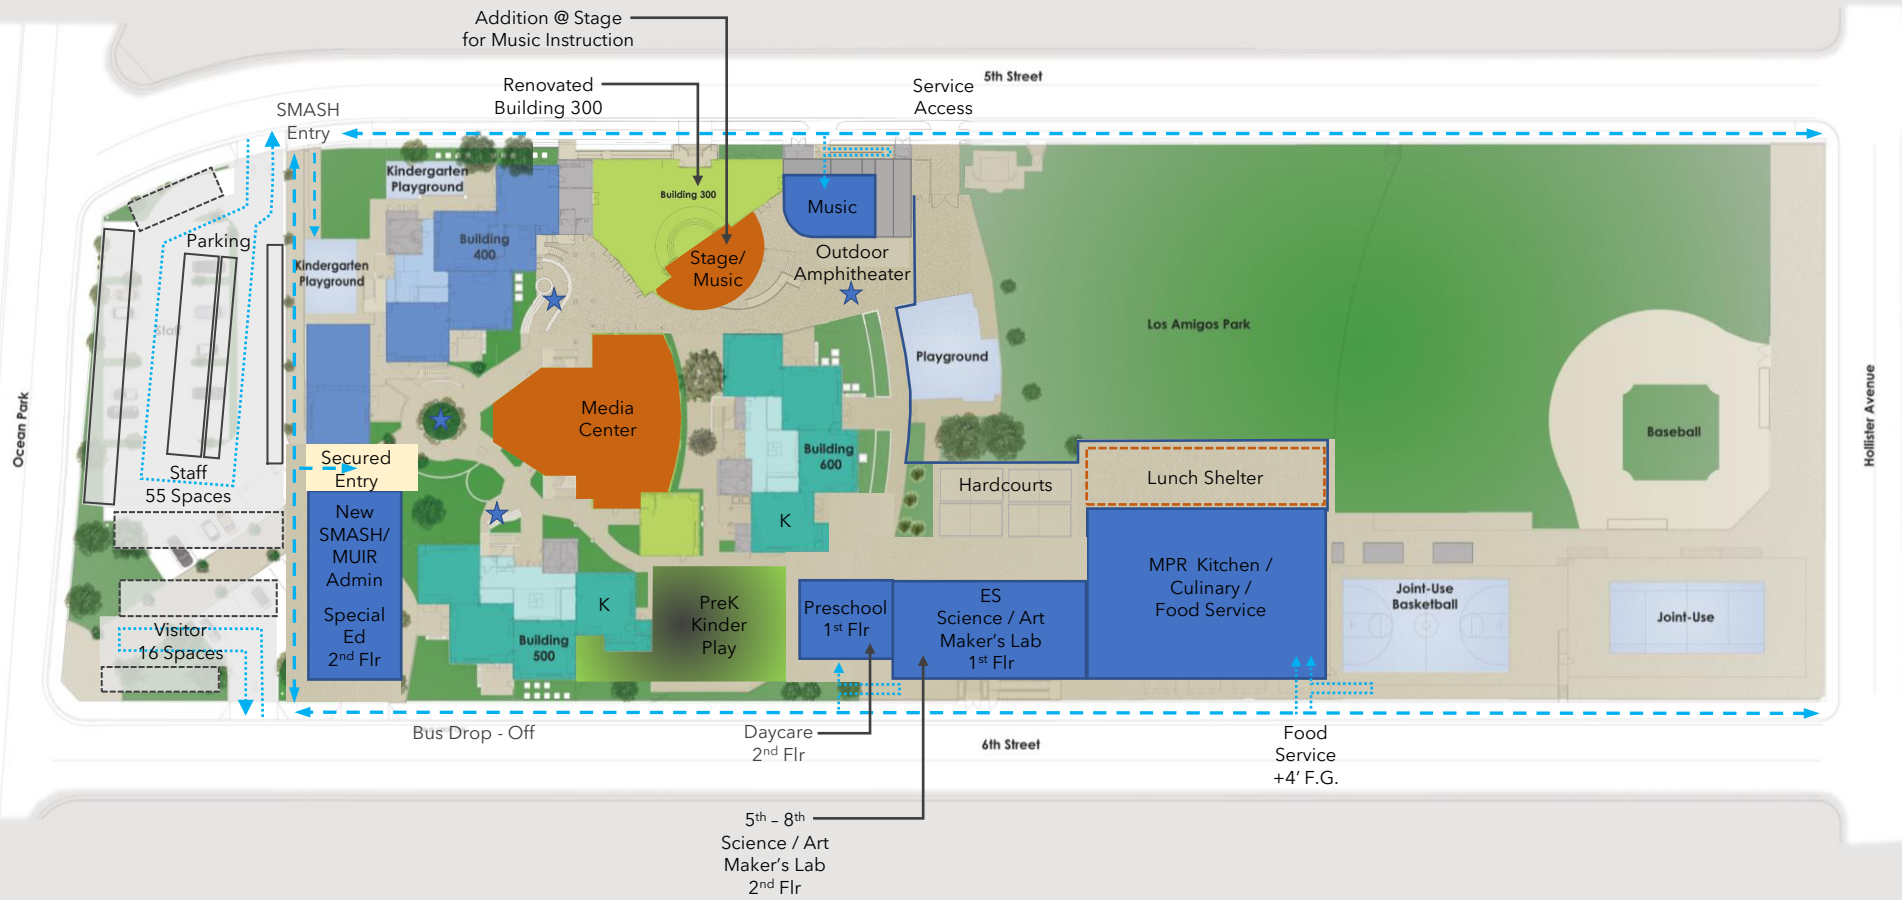 Addition @ Stage
for Music Instruction
Renovated
Building 300
Service
Access
5th Street
SMASH
Entry
Kindergarten
Playground
Building 300
Music
Parking
Building
400
Outdoor
Amphitheater
Stage/
Music
Kindergarten
Playground
Staff
Los Amigos Park
Playground
Ocean Park
Hollister Avenue
Media
Center
Baseball
Building
600
Secured
Entry
Staff
55 Spaces
Lunch Shelter
Hardcourts
New
SMASH/
MUIR
Admin
Special
Ed
2nd Flr
K
MPR Kitchen /
Culinary /
Food Service
K
PreK
Kinder
Play
Preschool
1st Flr
ES
Science / Art
Maker's Lab
1st Flr
Joint-Use
Basketball
Joint-Use
Visitor
16 Spaces
Building
500
Bus Drop - Off
Daycare
2nd Flr
6th Street
Food
Service
+4' F.G.
5th – 8th
Science / Art
Maker's Lab
2nd Flr